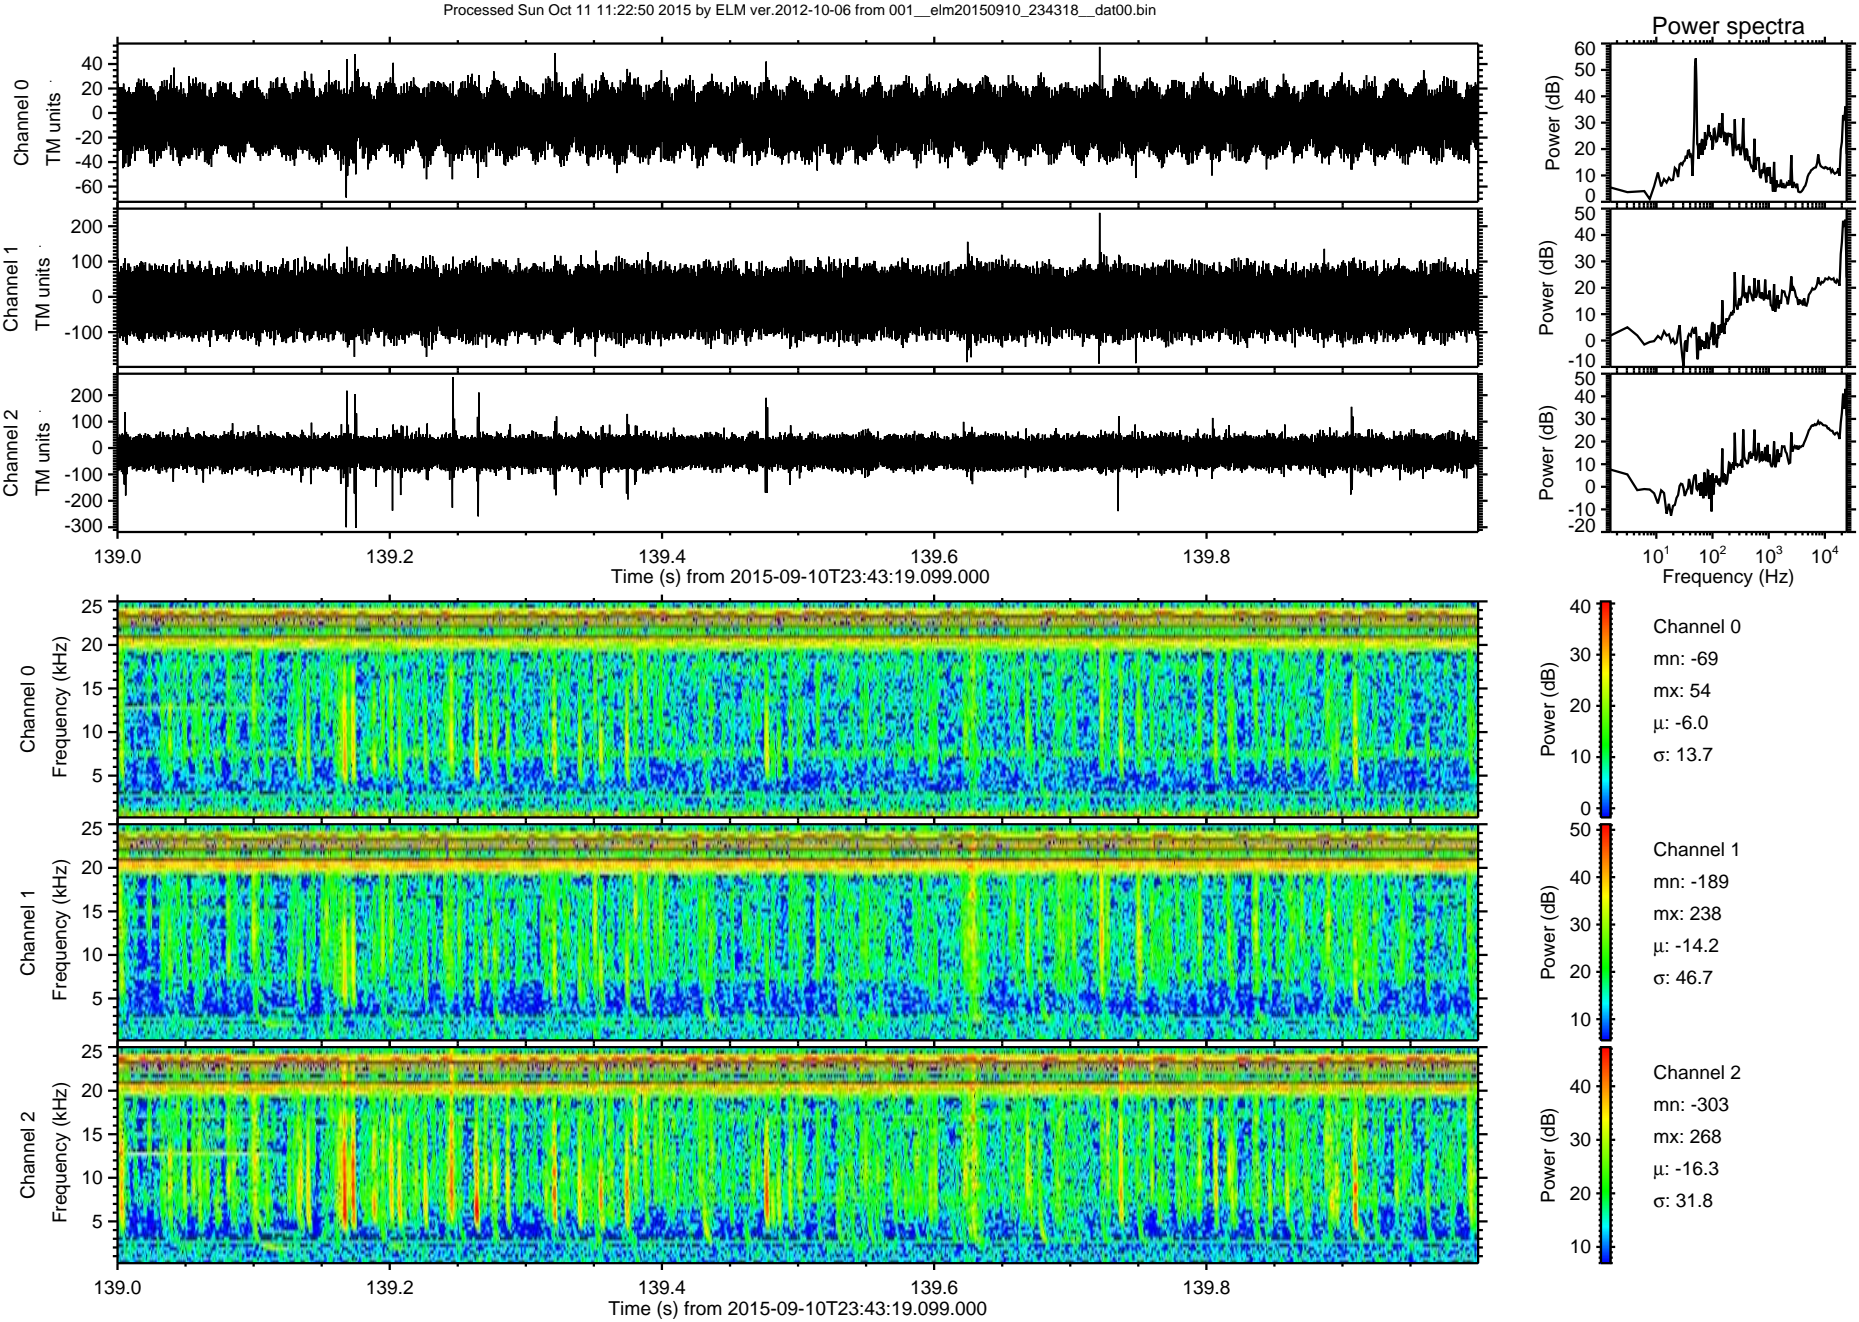 Processed Sun Oct 11 11:22:50 2015 by ELM ver.2012-10-06 from 001__elm20150910_234318__dat00.bin
Power spectra
Channel 0
TM units
40
20
0
-20
-40
-60
Power (dB)
60
50
40
30
20
10
0
Channel 1
TM units
200
100
0
-100
Power (dB)
50
40
30
20
10
0
-10
Channel 2
TM units
200
100
0
-100
-200
-300
Power (dB)
50
40
30
20
10
0
-10
-20
139.0 139.2 139.4 139.6 139.8
Time (s) from 2015-09-10T23:43:19.099.000
10^1 10^2 10^3 10^4
Frequency (Hz)
Channel 0
Frequency (kHz)
25
20
15
10
5
Power (dB)
40
30
20
10
0
Channel 0
mn: -69
mx: 54
μ: -6.0
σ: 13.7
Channel 1
Frequency (kHz)
25
20
15
10
5
Power (dB)
50
40
30
20
10
Channel 1
mn: -189
mx: 238
μ: -14.2
σ: 46.7
Channel 2
Frequency (kHz)
25
20
15
10
5
Power (dB)
40
30
20
10
Channel 2
mn: -303
mx: 268
μ: -16.3
σ: 31.8
139.0 139.2 139.4 139.6 139.8
Time (s) from 2015-09-10T23:43:19.099.000